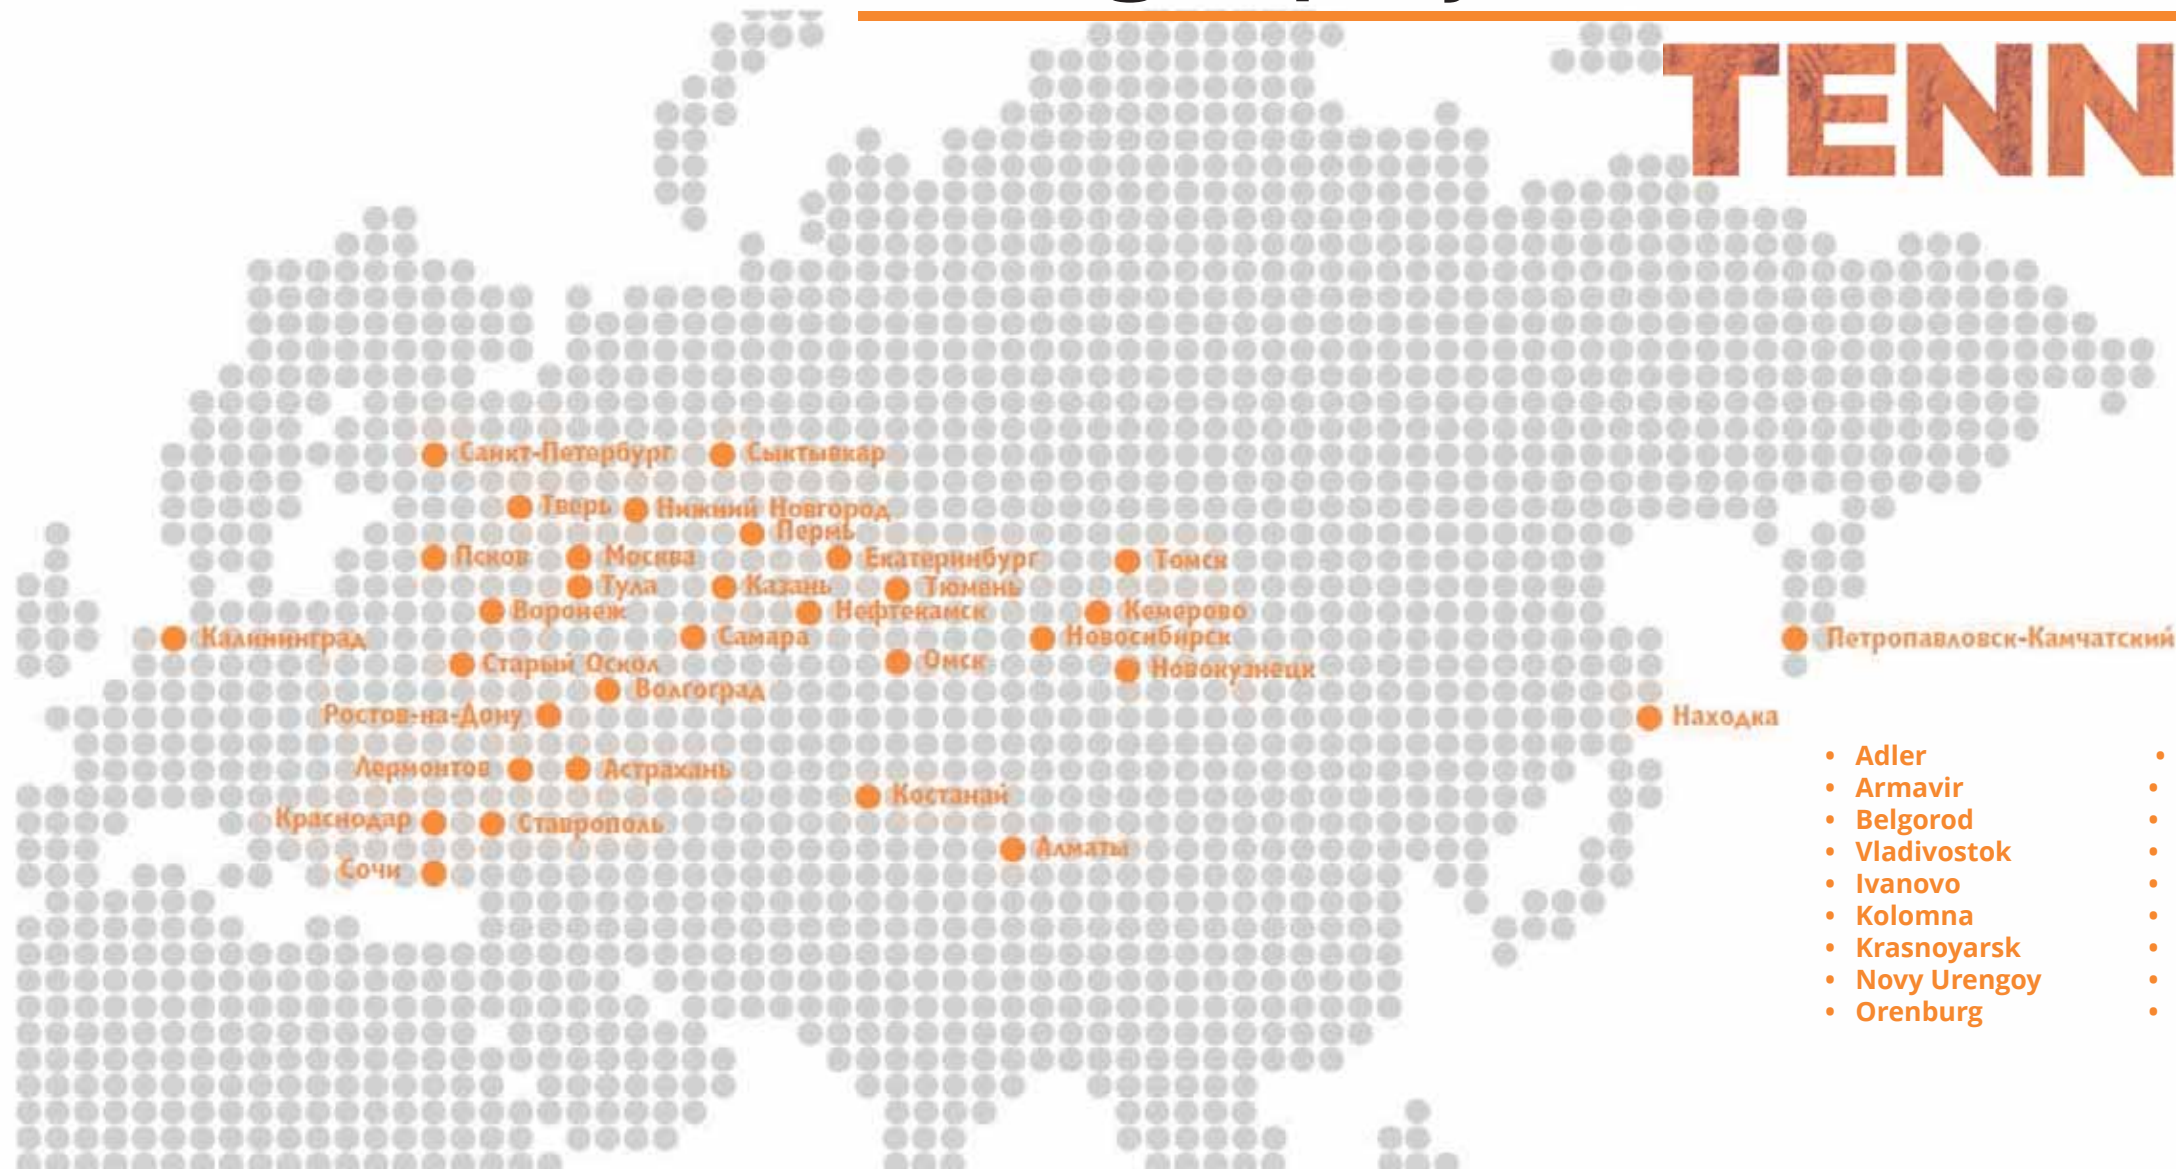 TENN
Санкт-Петербург
Сыктывкар
Тверь
Нижний Новгород
Пермь
Псков
Москва
Екатеринбург
Томск
Тула
Казань
Тюмень
Воронеж
Нефтекамск
Кемерово
Калининград
Самара
Новосибирск
Петропавловск-Камчатский
Старый Оскол
Омск
Новокузнецк
Волгоград
Ростов-на-Дону
Находка
Лермонтов
Астрахань
Костанай
Краснодар
Ставрополь
Алматы
Сочи
• Adler
• Armavir
• Belgorod
• Vladivostok
• Ivanovo
• Kolomna
• Krasnoyarsk
• Novy Urengoy
• Orenburg